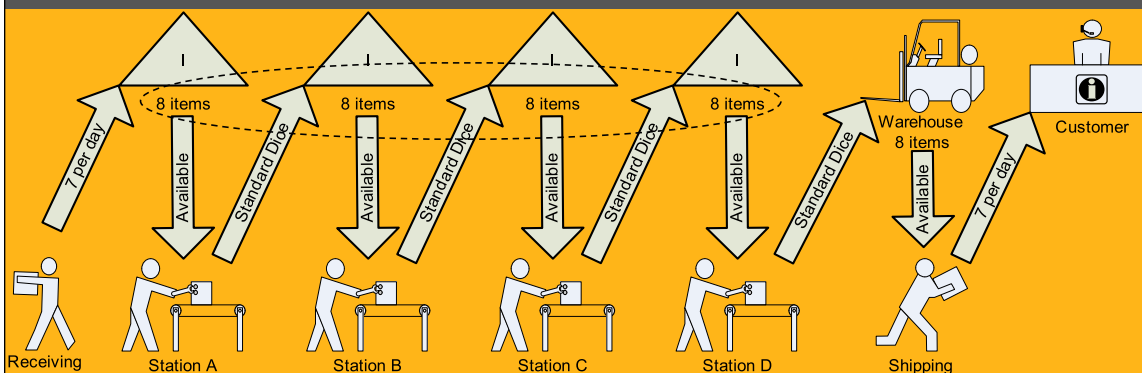 I
I
I
I
8 items
8 items
8 items
8 items
Warehouse
8 items
Customer
7 per day
Available
Standard Dice
Available
Standard Dice
Available
Standard Dice
Available
Standard Dice
Available
7 per day
Receiving
Station A
Station B
Station C
Station D
Shipping